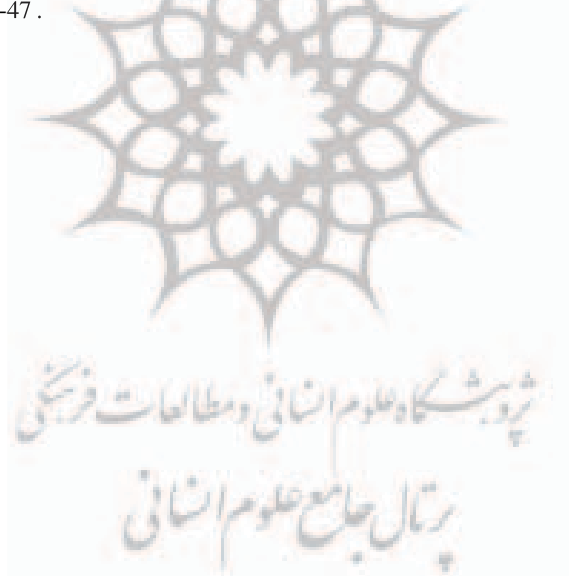 -47 .
پژوهشگاه علوم انسانی و مطالعات فرهنگی
پرتال جامع علوم انسانی